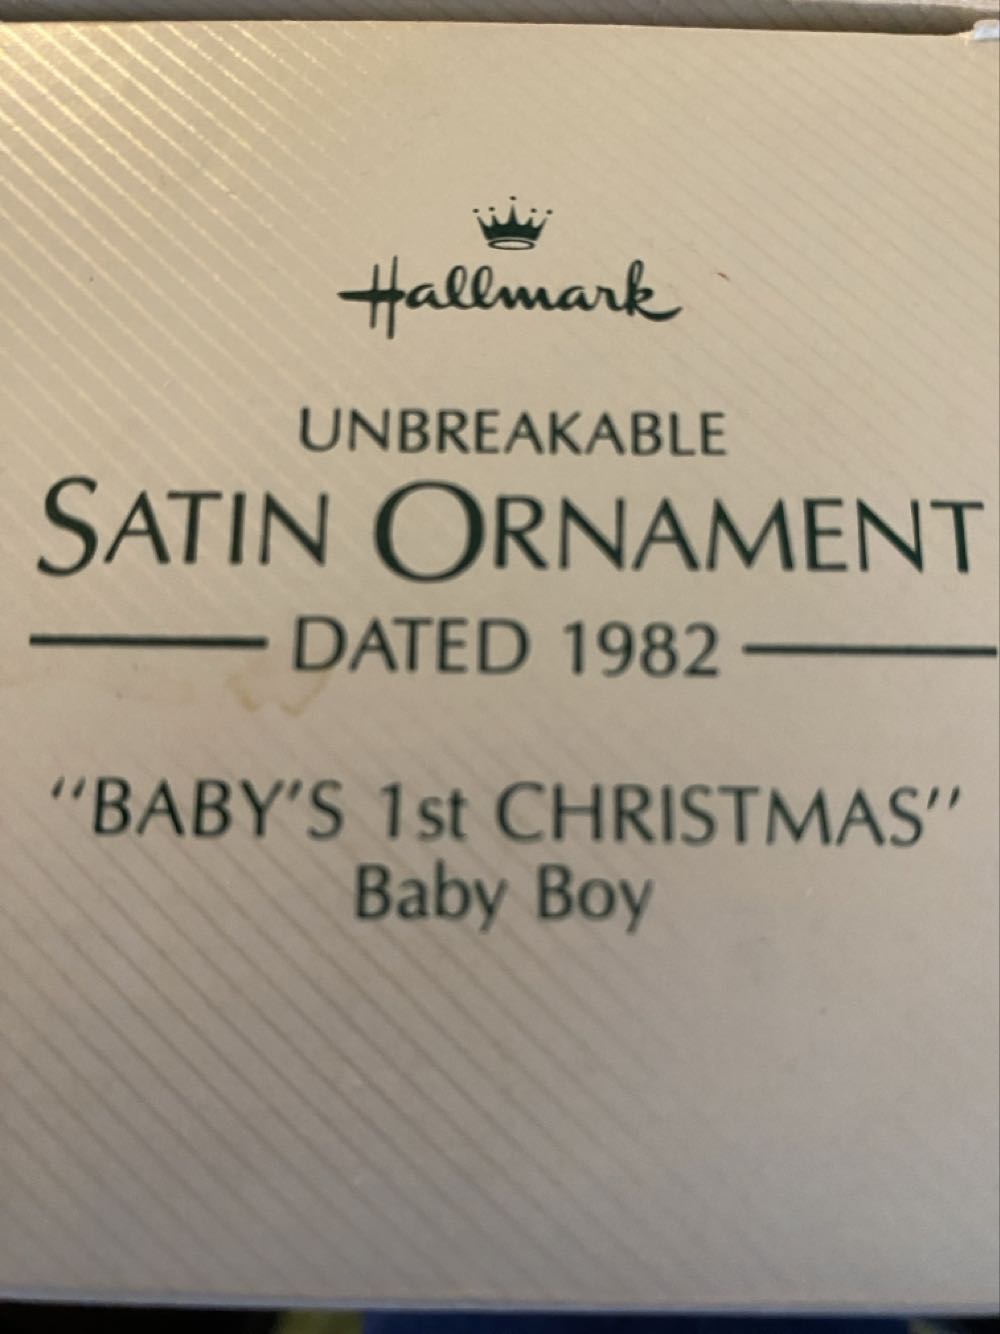 Hallmark
UNBREAKABLE
SATIN ORNAMENT
DATED 1982
“BABY’S 1st CHRISTMAS”
Baby Boy